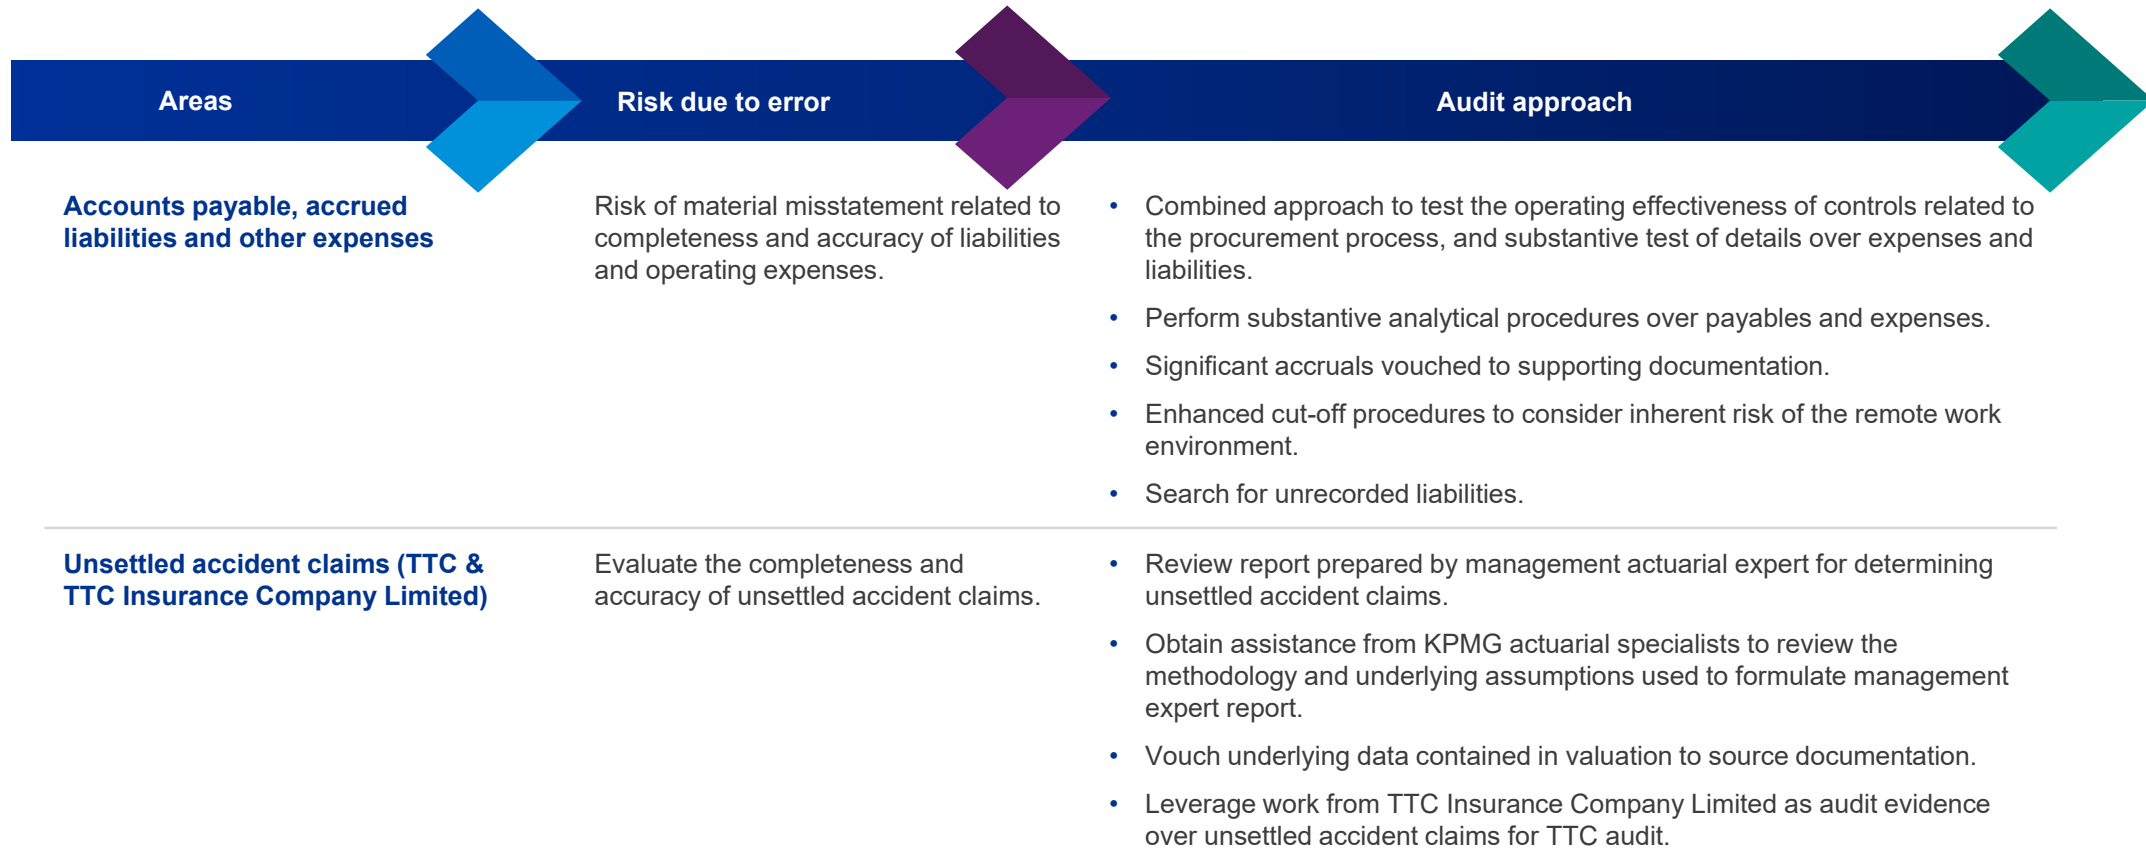 Areas
Risk due to error
Audit approach
Accounts payable, accrued
liabilities and other expenses
Risk of material misstatement related to
completeness and accuracy of liabilities
and operating expenses.
• Combined approach to test the operating effectiveness of controls related to
the procurement process, and substantive test of details over expenses and
liabilities.
• Perform substantive analytical procedures over payables and expenses.
• Significant accruals vouched to supporting documentation.
• Enhanced cut-off procedures to consider inherent risk of the remote work
environment.
• Search for unrecorded liabilities.
Unsettled accident claims (TTC &
TTC Insurance Company Limited)
Evaluate the completeness and
accuracy of unsettled accident claims.
• Review report prepared by management actuarial expert for determining
unsettled accident claims.
• Obtain assistance from KPMG actuarial specialists to review the
methodology and underlying assumptions used to formulate management
expert report.
• Vouch underlying data contained in valuation to source documentation.
• Leverage work from TTC Insurance Company Limited as audit evidence
over unsettled accident claims for TTC audit.